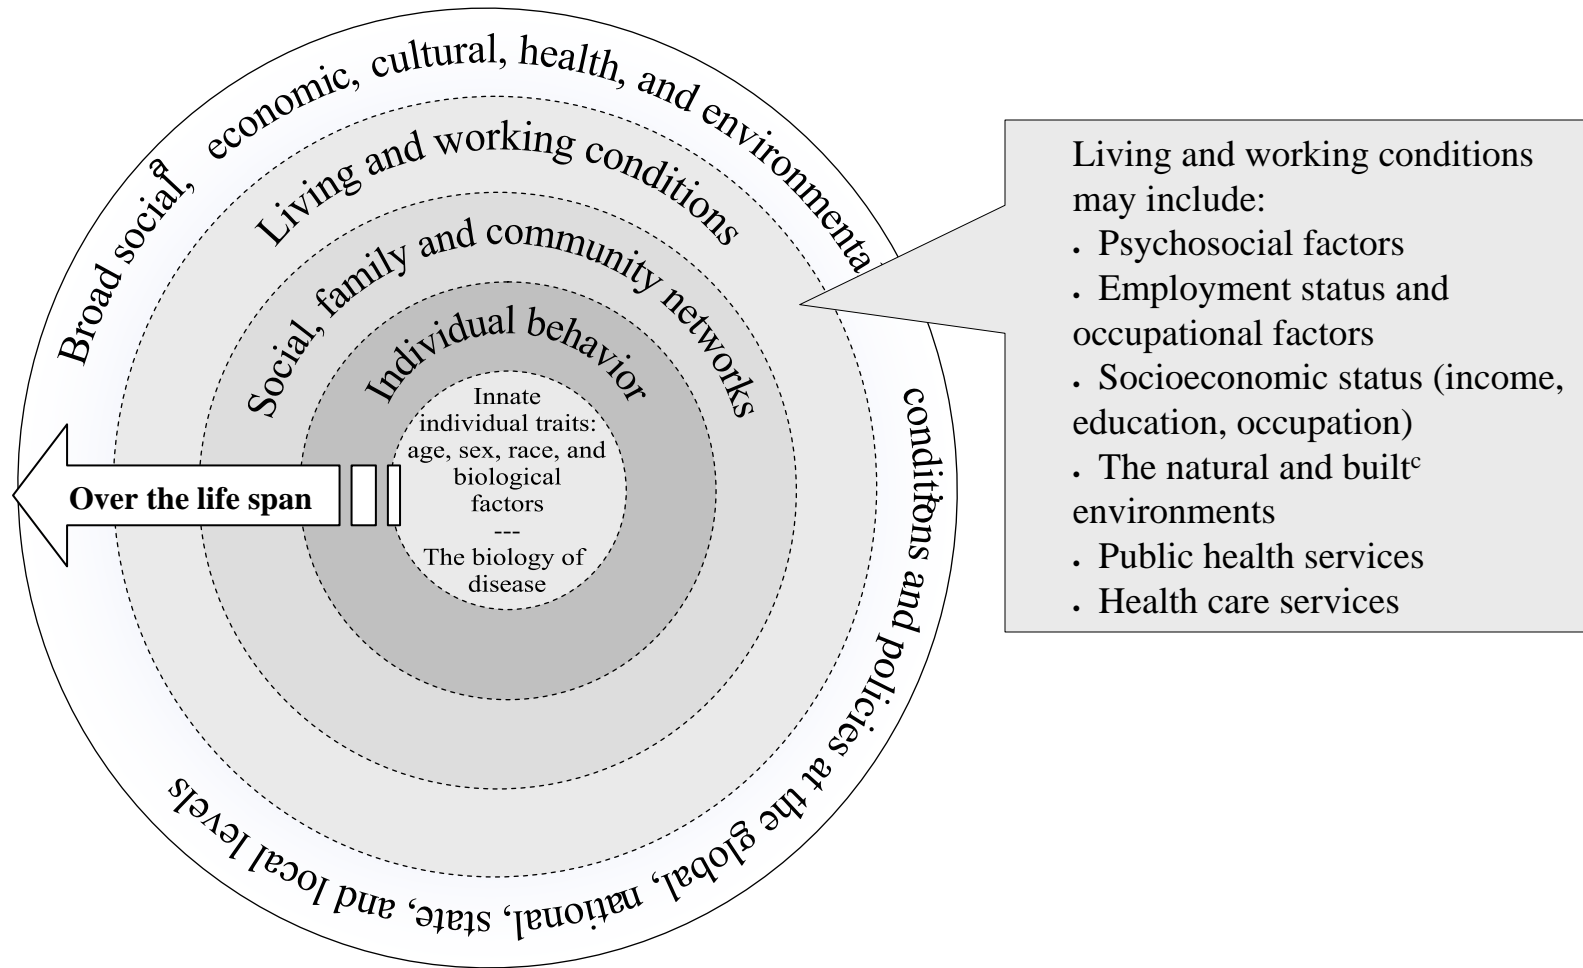 Broad social,ᵃ economic, cultural, health, and environmenta
conditionsᵇ and policies at the global, national, state, and local levels
Living and working conditions
Social, family and community networks
Individual behavior
Innate
individual traits:
age, sex, race, and
biological
factors
---
The biology of
disease
Over the life span
Living and working conditions
may include:
. Psychosocial factors
. Employment status and
occupational factors
. Socioeconomic status (income,
education, occupation)
. The natural and builtᶜ
environments
. Public health services
. Health care services